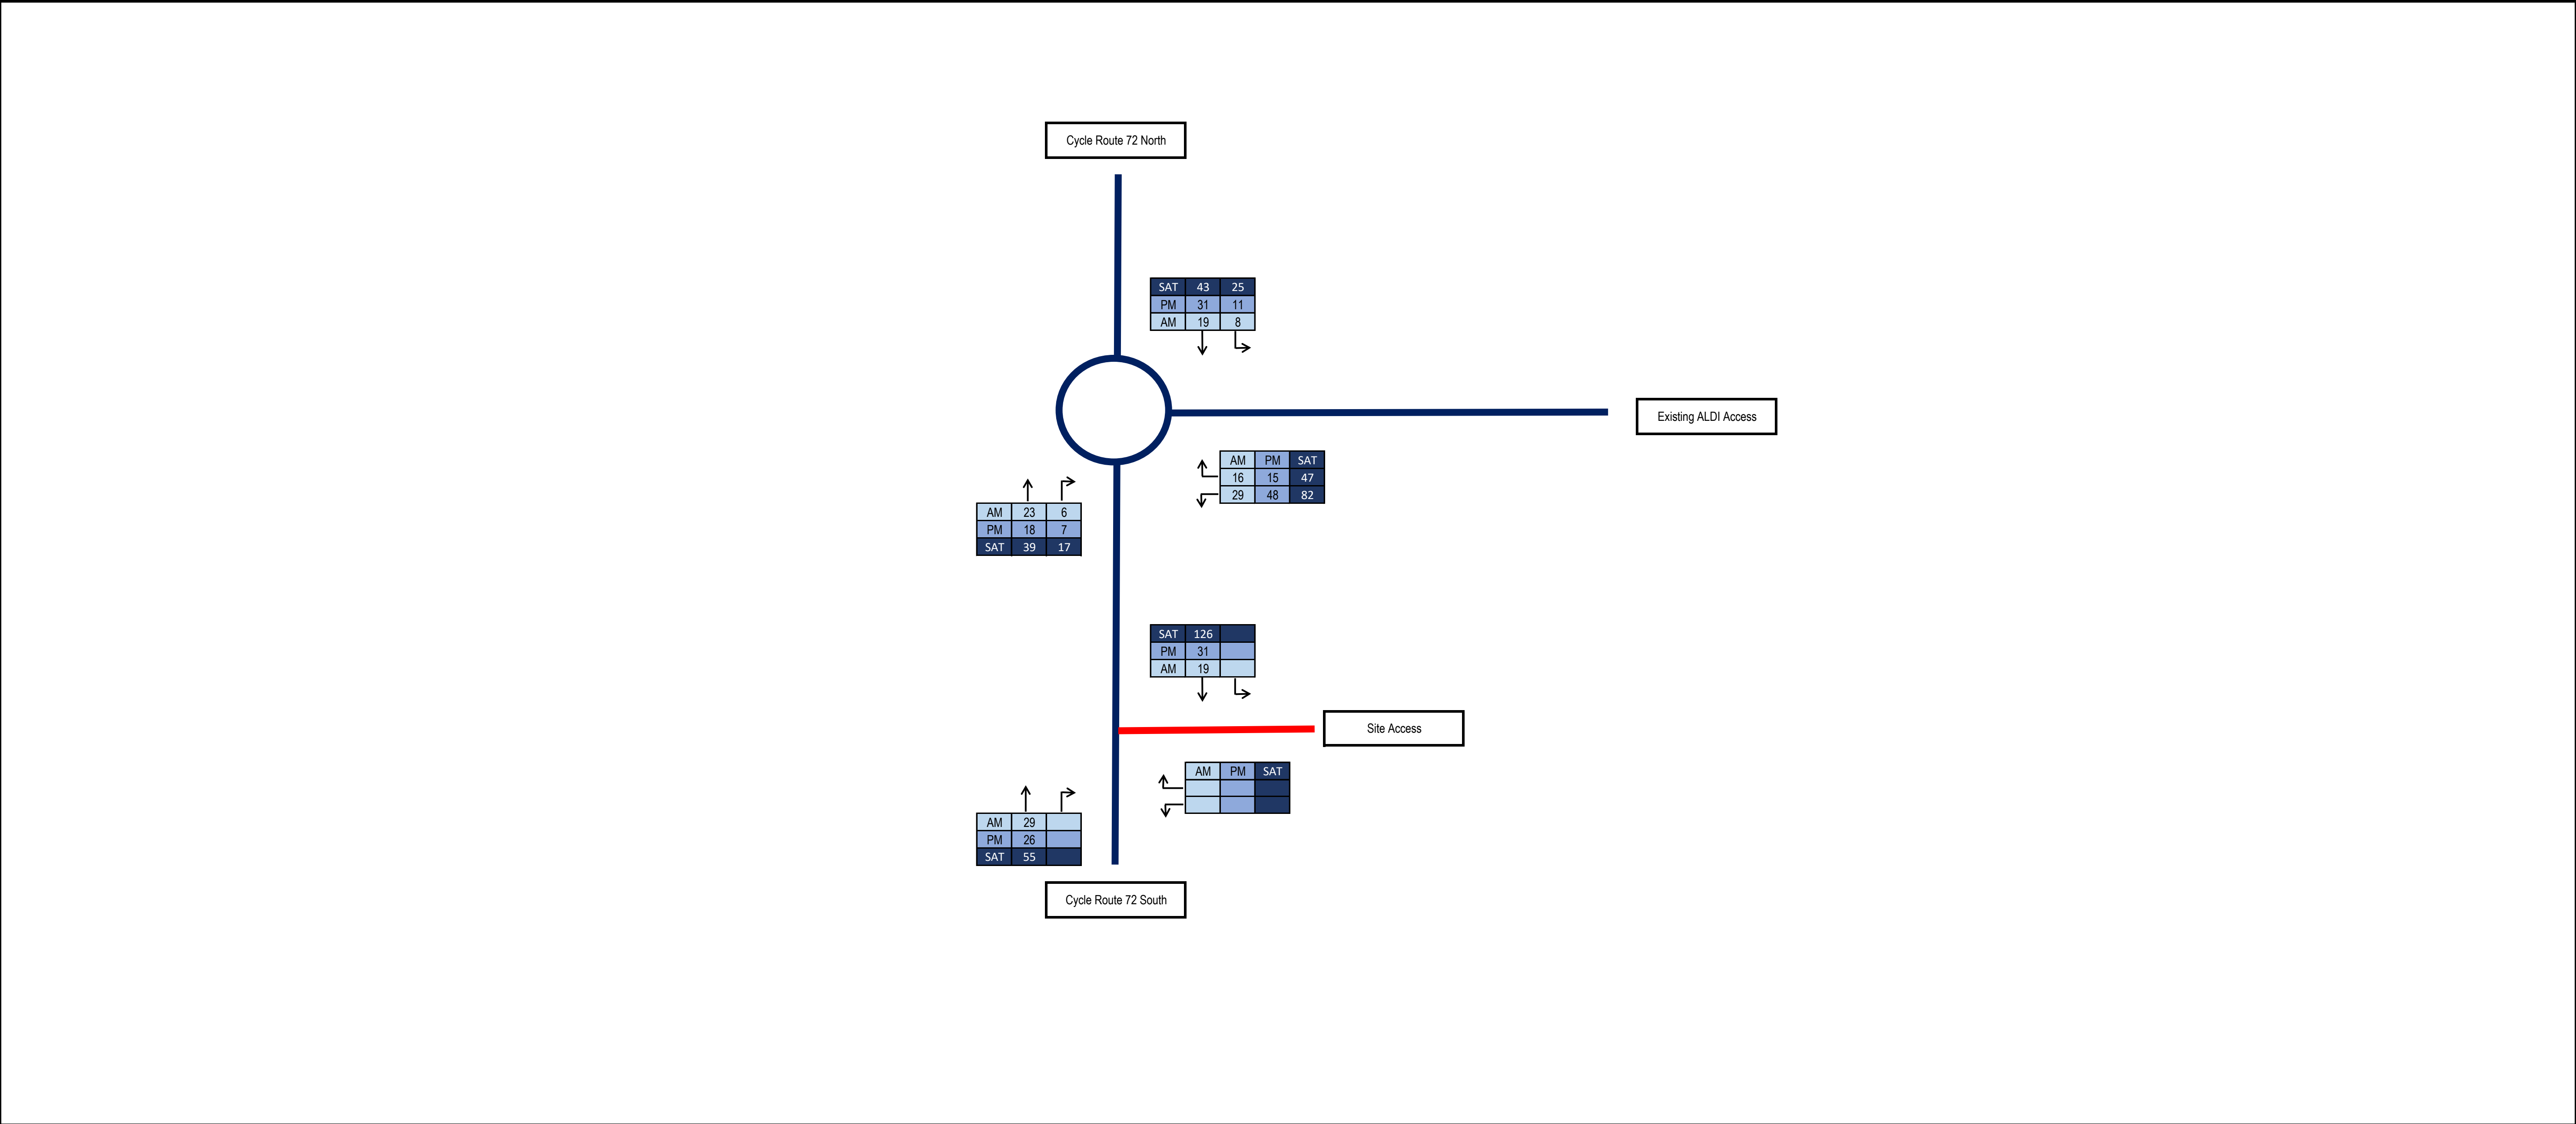 Cycle Route 72 North
SAT 43 25
PM 31 11
AM 19 8
Existing ALDI Access
AM PM SAT
16 15 47
29 48 82
AM 23 6
PM 18 7
SAT 39 17
SAT 126
PM 31
AM 19
Site Access
AM PM SAT
AM 29
PM 26
SAT 55
Cycle Route 72 South